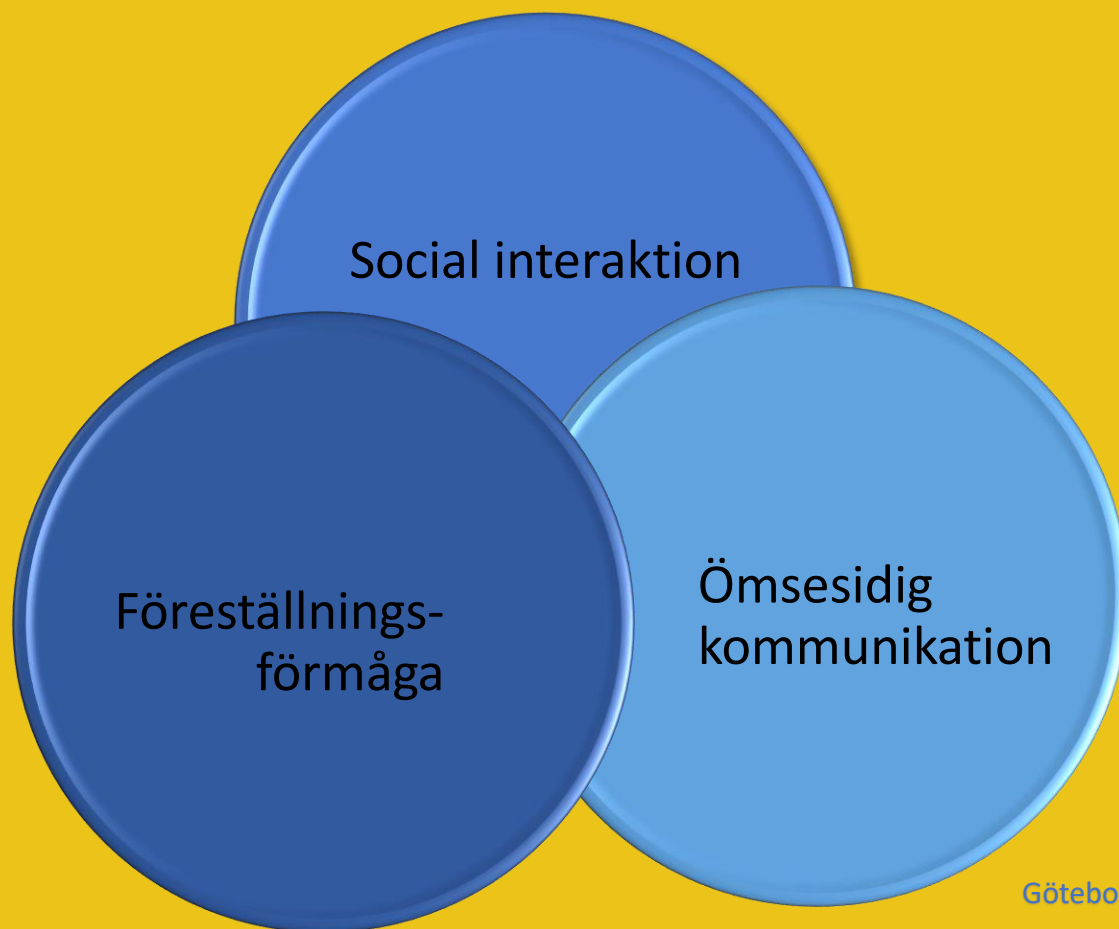 Social interaktion
Föreställnings-
förmåga
Ömsesidig
kommunikation
Götebo